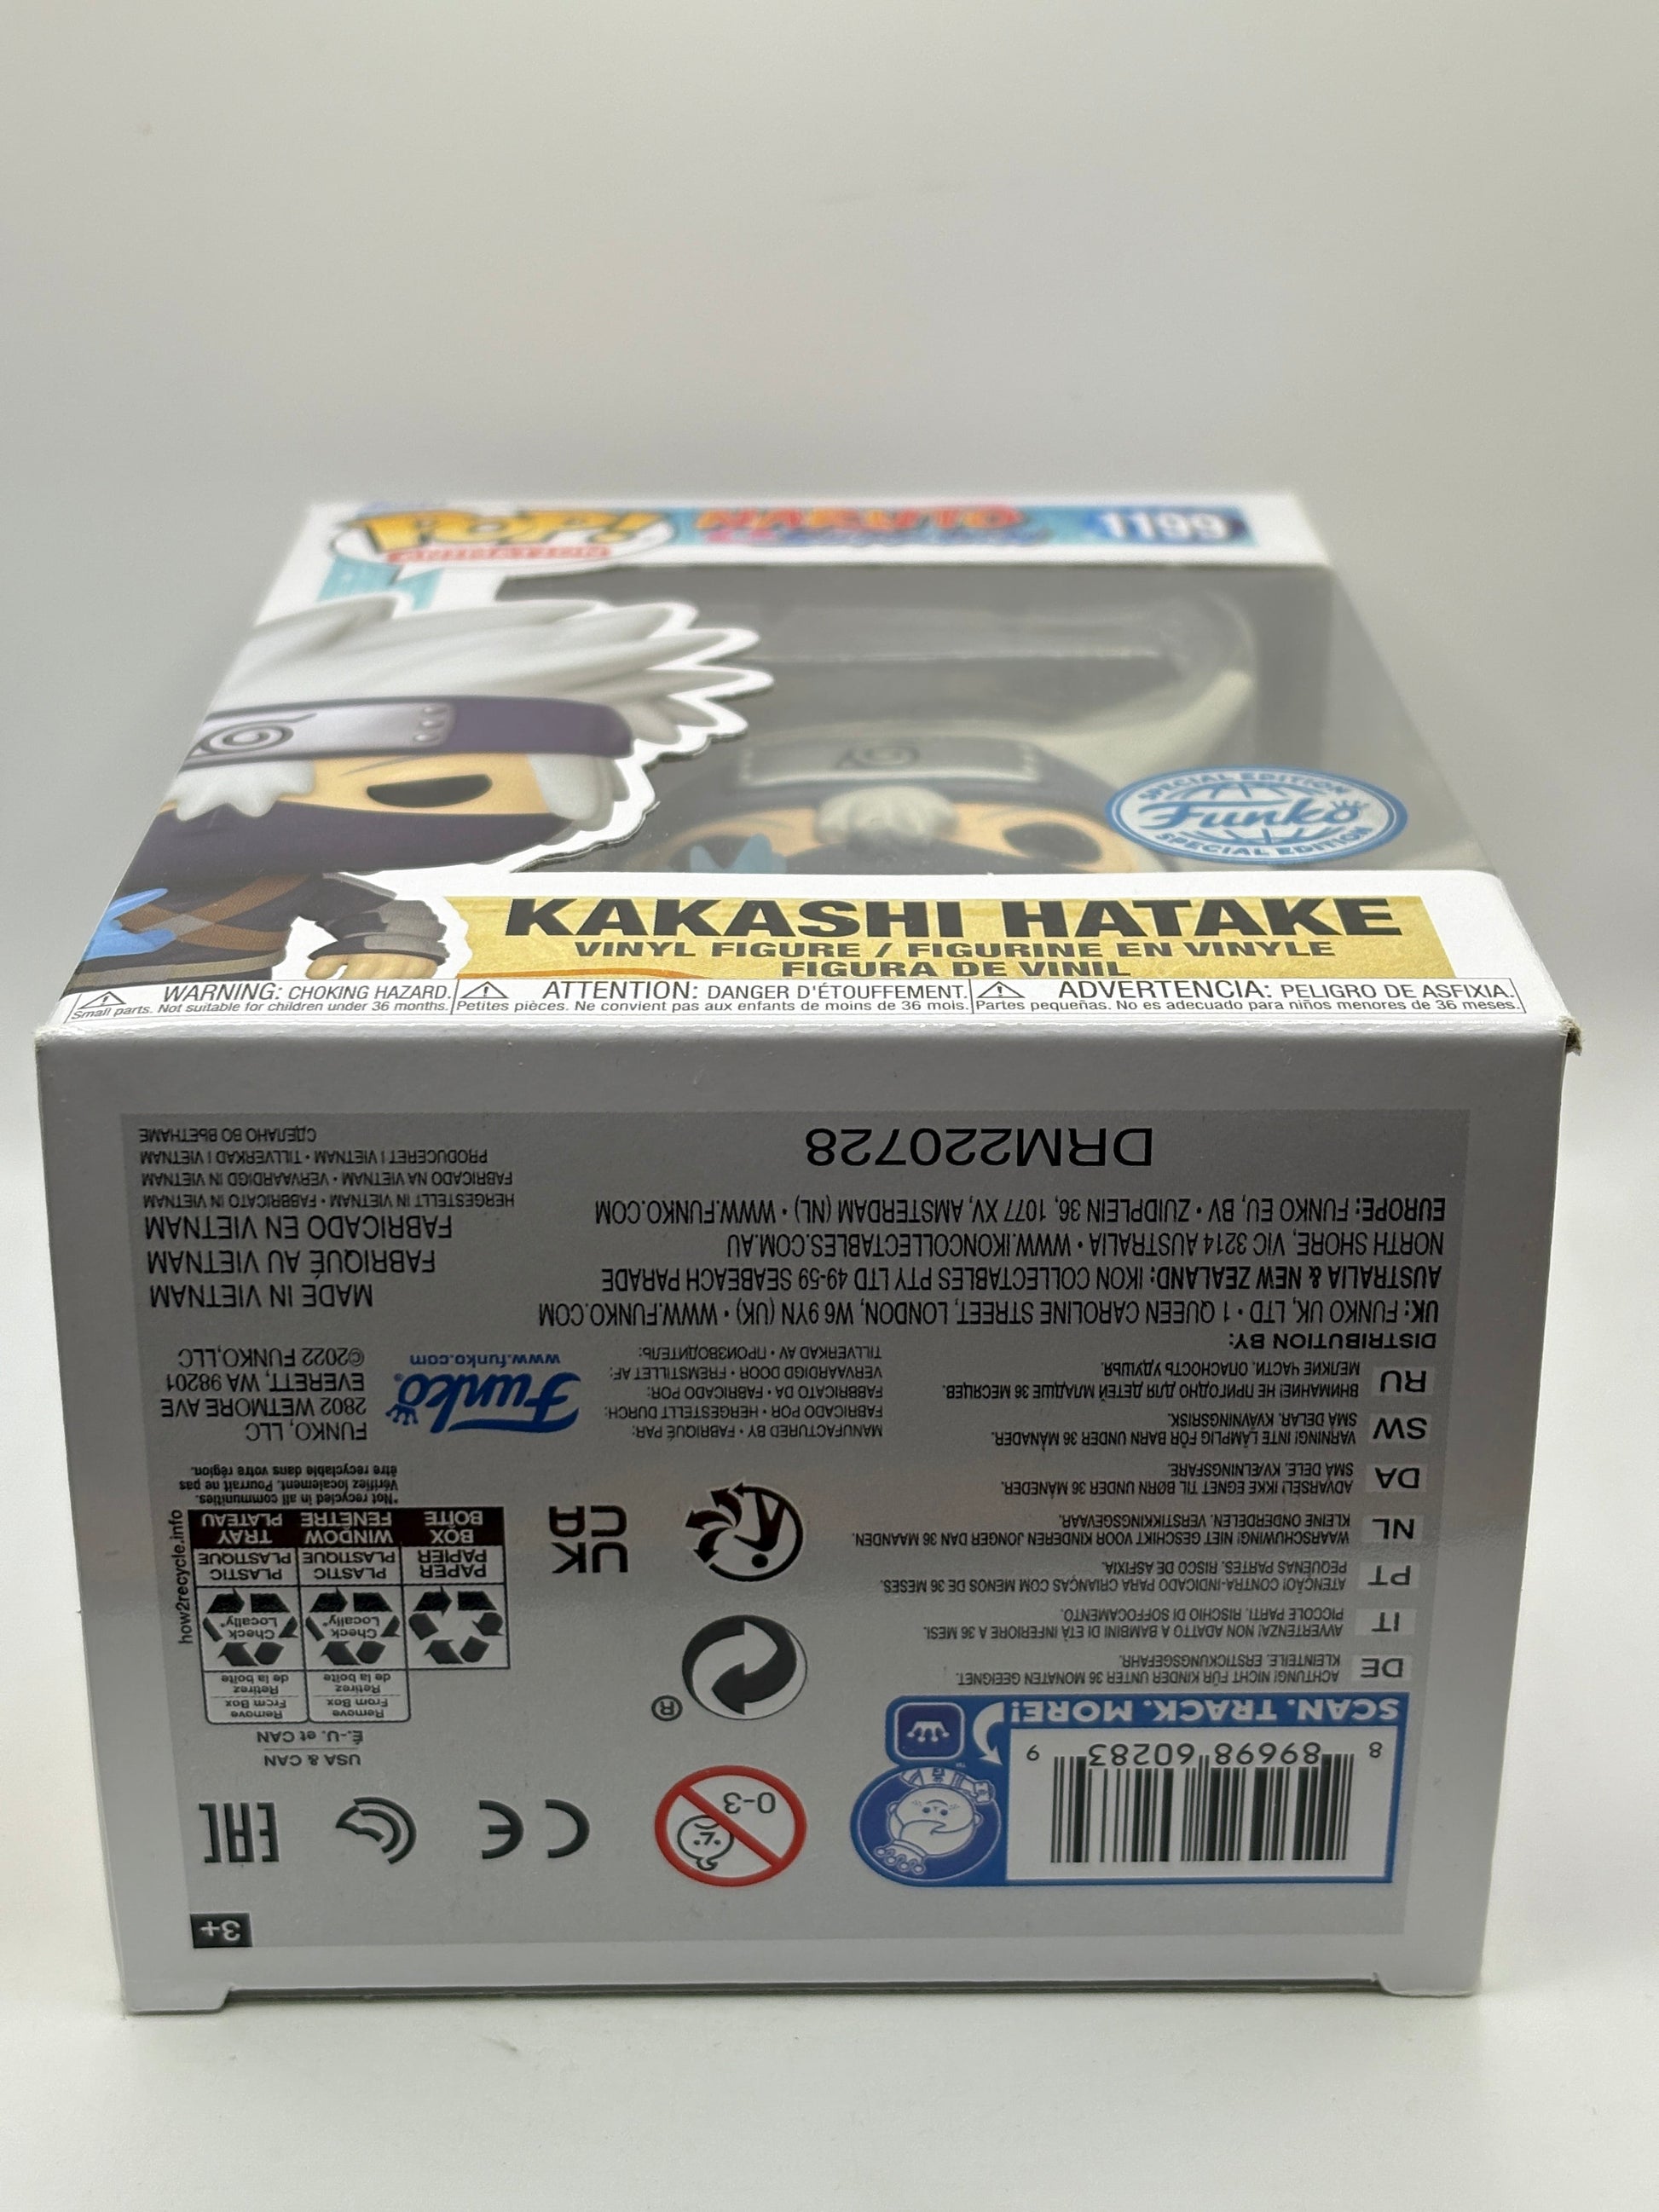 POP!
ANIMATION
NARUTO
Shippuden
1199
SPECIAL EDITION
Funko
SPECIAL EDITION
KAKASHI HATAKE
VINYL FIGURE / FIGURINE EN VINYLE
FIGURA DE VINIL
WARNING: CHOKING HAZARD.
Small parts. Not suitable for children under 36 months.
ATTENTION: DANGER D'ÉTOUFFEMENT.
Petites pièces. Ne convient pas aux enfants de moins de 36 mois.
ADVERTENCIA: PELIGRO DE ASFIXIA.
Partes pequeñas. No es adecuado para niños menores de 36 meses.
3+
8 89698 60283 9
SCAN. TRACK. MORE!
0-3
CE
EAC
USA & CAN
É.-U. et CAN
Remove
From Box
Retirez
de la boîte
Remove
From Box
Retirez
de la boîte
Check
Locally*
Check
Locally*
PAPER
PAPIER
BOX
BOÎTE
PLASTIC
PLASTIQUE
WINDOW
FENÊTRE
PLASTIC
PLASTIQUE
TRAY
PLATEAU
how2recycle.info
*Not recycled in all communities.
Vérifiez localement. Pourrait ne pas
être recyclable dans votre région.
®
UK
CA
DE
ACHTUNG! NICHT FÜR KINDER UNTER 36 MONATEN GEEIGNET.
KLEINTEILE. ERSTICKUNGSGEFAHR.
IT
AVVERTENZA! NON ADATTO A BAMBINI DI ETÀ INFERIORE A 36 MESI.
PICCOLE PARTI. RISCHIO DI SOFFOCAMENTO.
PT
ATENÇÃO! CONTRA-INDICADO PARA CRIANÇAS COM MENOS DE 36 MESES.
PEQUENAS PARTES. RISCO DE ASFIXIA.
NL
WAARSCHUWING! NIET GESCHIKT VOOR KINDEREN JONGER DAN 36 MAANDEN.
KLEINE ONDERDELEN. VERSTIKKINGSGEVAAR.
DA
ADVARSEL! IKKE EGNET TIL BØRN UNDER 36 MÅNEDER.
SMÅ DELE. KVÆLNINGSFARE.
SW
VARNING! INTE LÄMPLIG FÖR BARN UNDER 36 MÅNADER.
SMÅ DELAR. KVÄVNINGSRISK.
RU
ВНИМАНИЕ! НЕ ПРИГОДНО ДЛЯ ДЕТЕЙ МЛАДШЕ 36 МЕСЯЦЕВ.
МЕЛКИЕ ЧАСТИ. ОПАСНОСТЬ УДУШЬЯ.
MANUFACTURED BY • FABRIQUÉ PAR:
FABRICADO POR • HERGESTELLT DURCH:
FABBRICATO DA • FABRICADO POR:
VERVAARDIGD DOOR • FREMSTILLET AF:
TILLVERKAD AV • ПРОИЗВОДИТЕЛЬ:
Funko®
www.funko.com
FUNKO, LLC
2802 WETMORE AVE
EVERETT, WA 98201
©2022 FUNKO,LLC
DISTRIBUTION BY:
UK: FUNKO UK, LTD • 1 QUEEN CAROLINE STREET, LONDON, W6 9YN (UK) • WWW.FUNKO.COM
AUSTRALIA & NEW ZEALAND: IKON COLLECTABLES PTY LTD 49-59 SEABEACH PARADE
NORTH SHORE, VIC 3214 AUSTRALIA • WWW.IKONCOLLECTABLES.COM.AU
EUROPE: FUNKO EU, BV • ZUIDPLEIN 36, 1077 XV, AMSTERDAM (NL) • WWW.FUNKO.COM
MADE IN VIETNAM
FABRIQUÉ AU VIETNAM
FABRICADO EN VIETNAM
HERGESTELLT IN VIETNAM • FABBRICATO IN VIETNAM
FABRICADO NA VIETNAM • VERVAARDIGD IN VIETNAM
PRODUCERET I VIETNAM • TILLVERKAD I VIETNAM
СДЕЛАНО ВО ВЬЕТНАМЕ
DRM220728